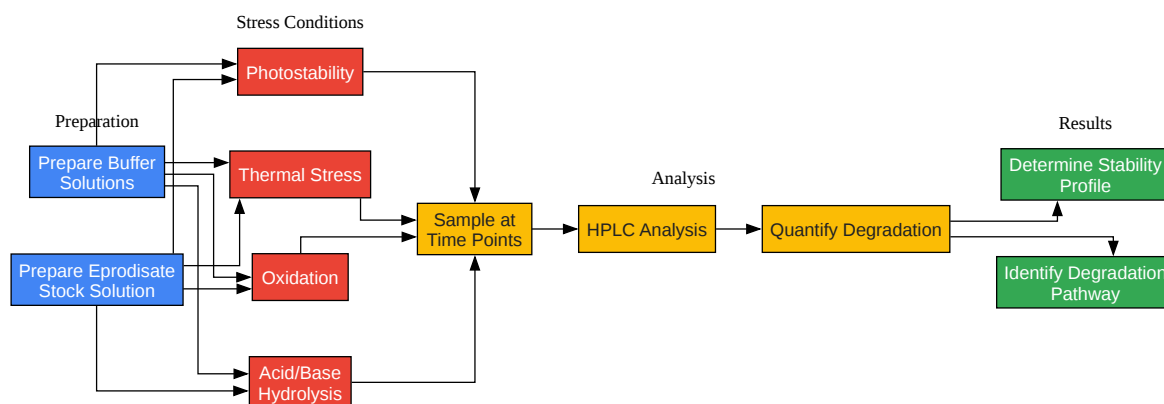 Stress Conditions
Photostability
Preparation
Prepare Buffer
Solutions
Thermal Stress
Prepare Eprodisate
Stock Solution
Oxidation
Acid/Base
Hydrolysis
Sample at
Time Points
Analysis
HPLC Analysis
Quantify Degradation
Results
Determine Stability
Profile
Identify Degradation
Pathway